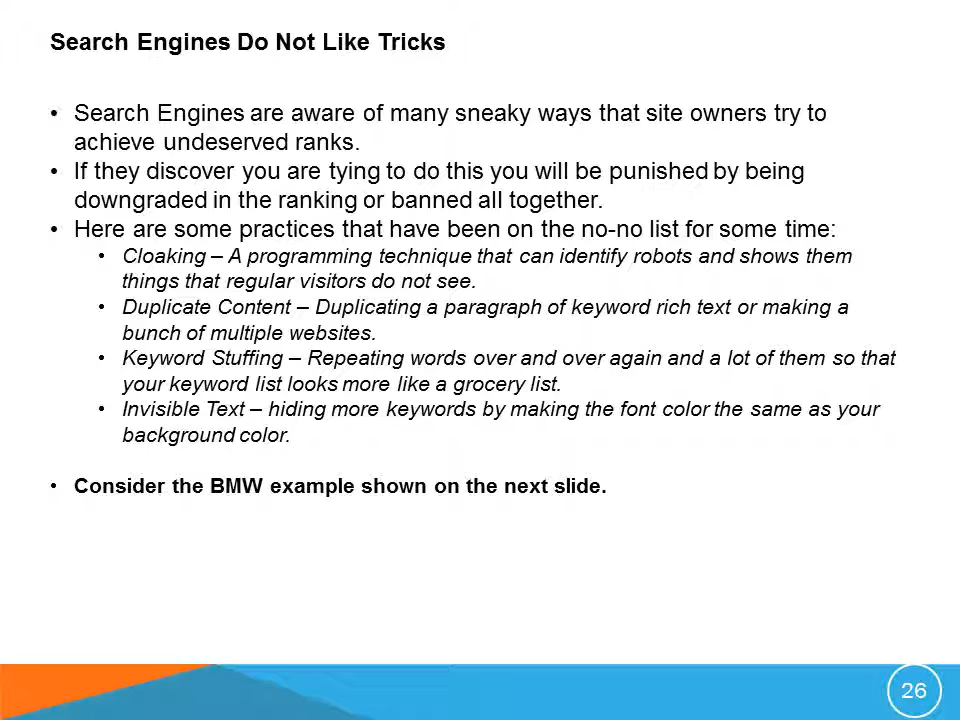 Search Engines Do Not Like Tricks
• Search Engines are aware of many sneaky ways that site owners try to
achieve undeserved ranks.
• If they discover you are tying to do this you will be punished by being
downgraded in the ranking or banned all together.
• Here are some practices that have been on the no-no list for some time:
• Cloaking – A programming technique that can identify robots and shows them
things that regular visitors do not see.
• Duplicate Content – Duplicating a paragraph of keyword rich text or making a
bunch of multiple websites.
• Keyword Stuffing – Repeating words over and over again and a lot of them so that
your keyword list looks more like a grocery list.
• Invisible Text – hiding more keywords by making the font color the same as your
background color.
• Consider the BMW example shown on the next slide.
26